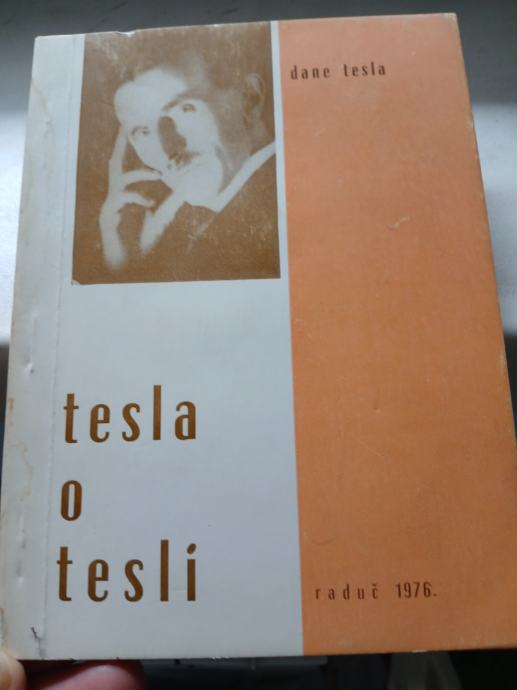 dane tesla
tesla
o
tesli
raduč 1976.